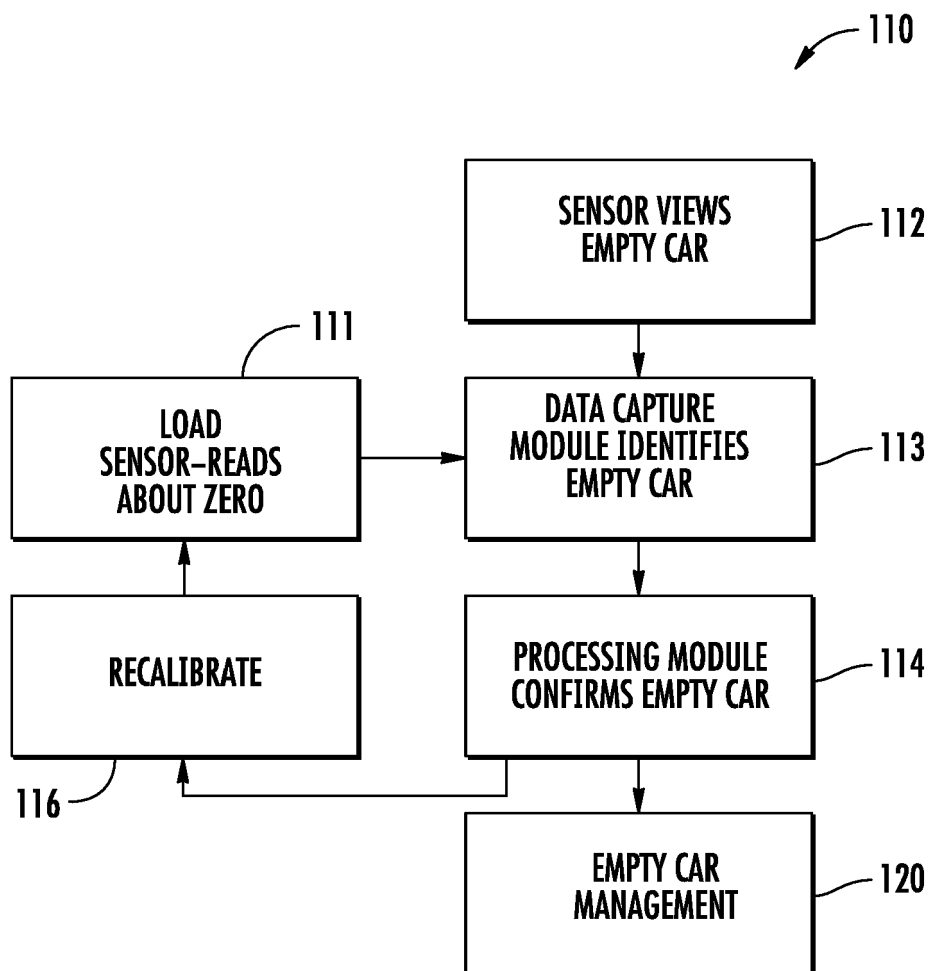 110
SENSOR VIEWS
EMPTY CAR
112
111
LOAD
SENSOR–READS
ABOUT ZERO
DATA CAPTURE
MODULE IDENTIFIES
EMPTY CAR
113
RECALIBRATE
116
PROCESSING MODULE
CONFIRMS EMPTY CAR
114
EMPTY CAR
MANAGEMENT
120